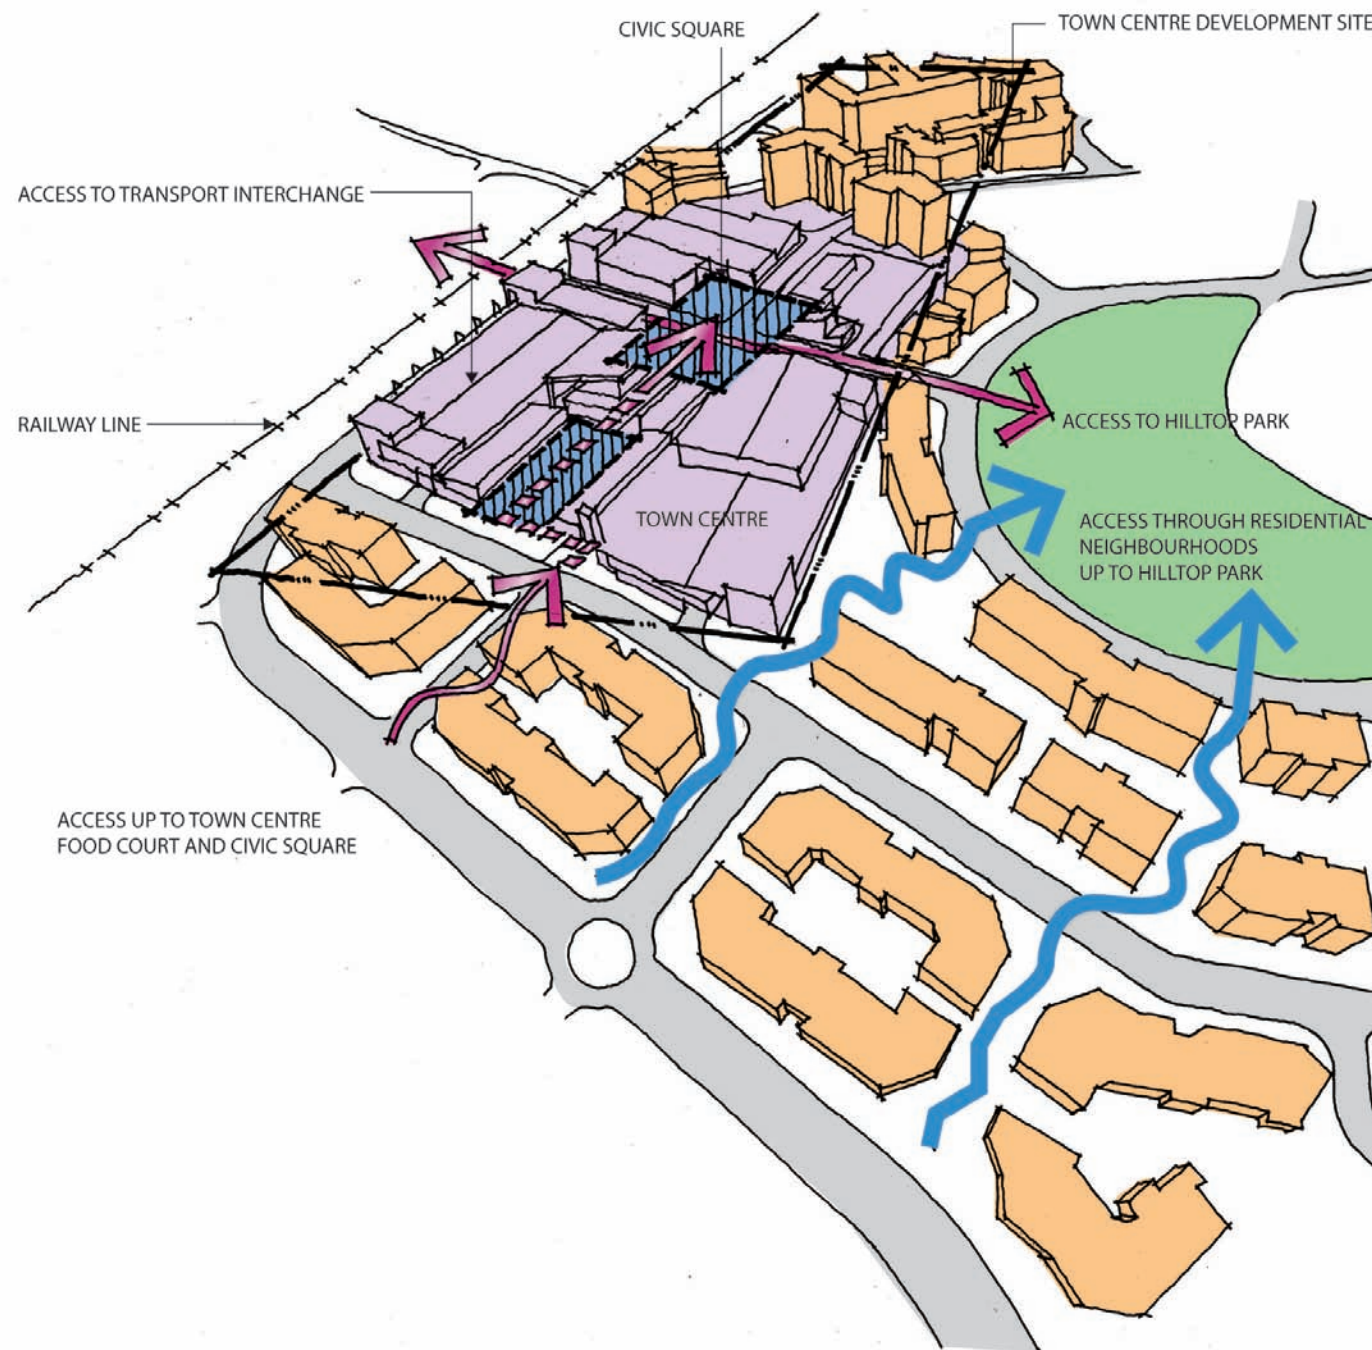 CIVIC SQUARE
TOWN CENTRE DEVELOPMENT SITE
ACCESS TO TRANSPORT INTERCHANGE
RAILWAY LINE
ACCESS TO HILLTOP PARK
TOWN CENTRE
ACCESS THROUGH RESIDENTIAL
NEIGHBOURHOODS
UP TO HILLTOP PARK
ACCESS UP TO TOWN CENTRE
FOOD COURT AND CIVIC SQUARE